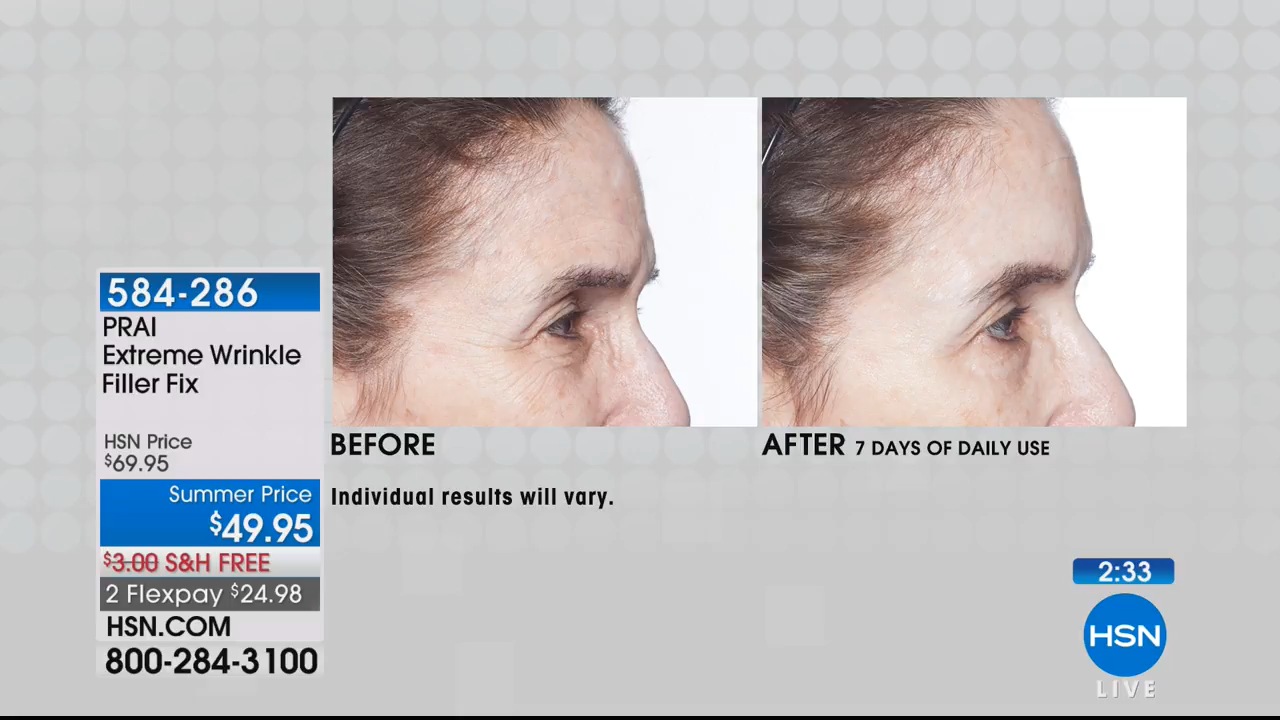 584-286
PRAI
Extreme Wrinkle
Filler Fix
HSN Price
$69.95
Summer Price
$49.95
$3.00 S&H FREE
2 Flexpay $24.98
HSN.COM
800-284-3100
BEFORE
AFTER 7 DAYS OF DAILY USE
Individual results will vary.
2:33
HSN
LIVE